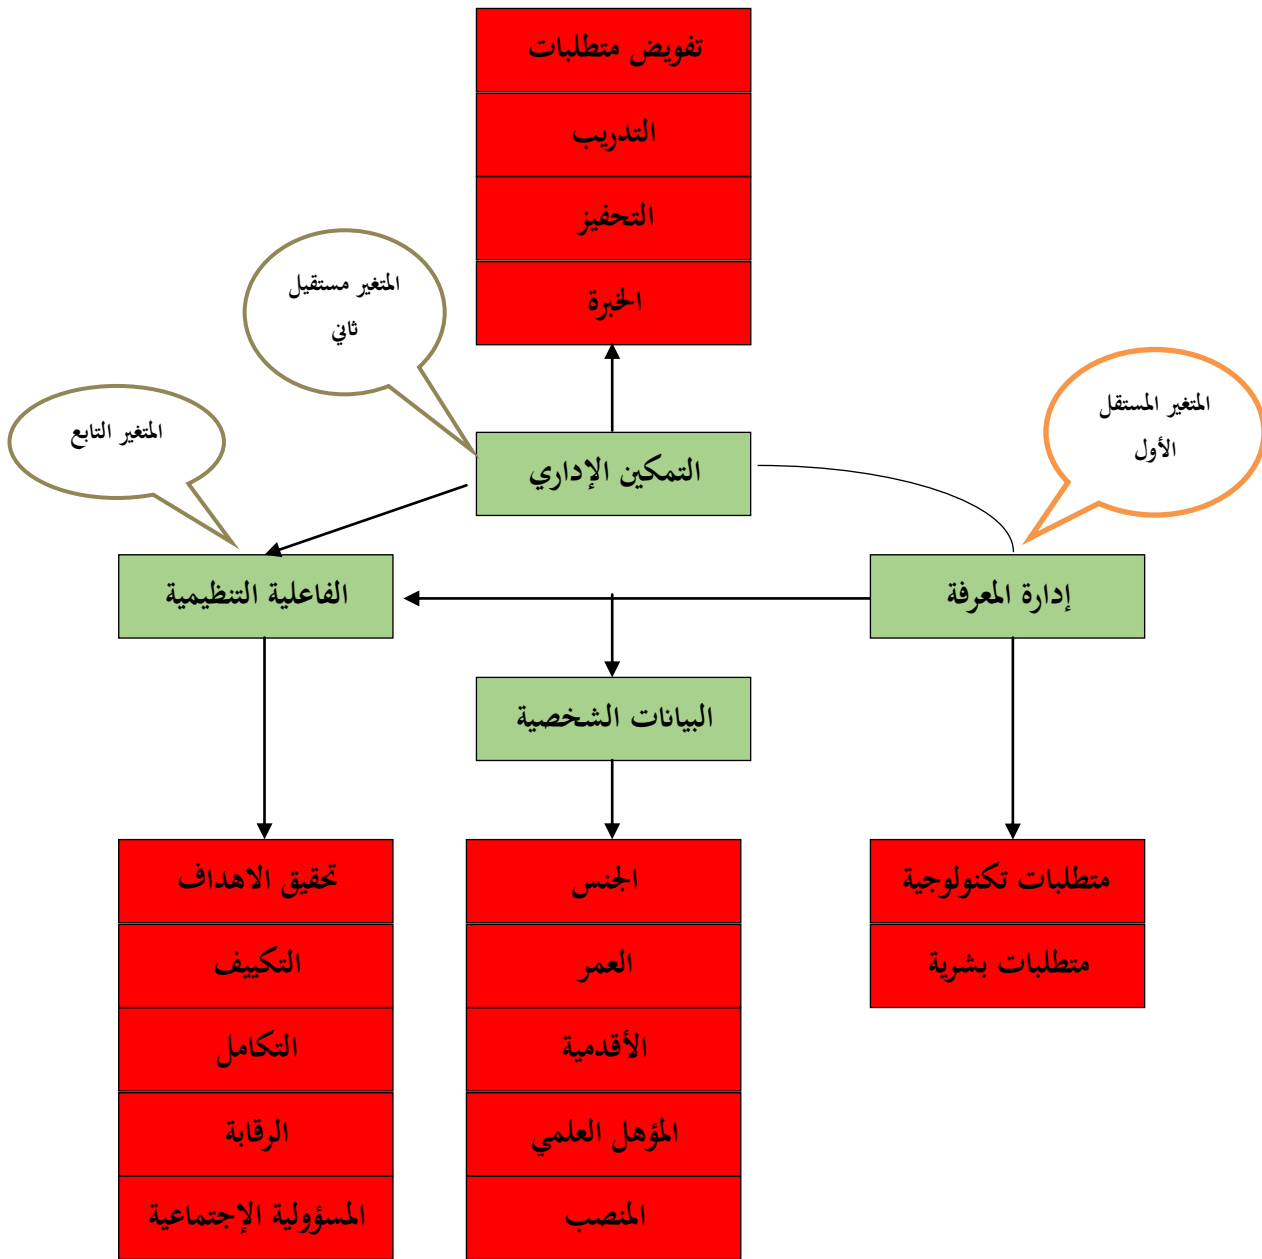 تفويض متطلبات
التدريب
التحفيز
الخبرة
المتغير مستقيل
ثاني
المتغير المستقل
الأول
المتغير التابع
التمكين الإداري
إدارة المعرفة
الفاعلية التنظيمية
البيانات الشخصية
متطلبات تكنولوجية
متطلبات بشرية
الجنس
العمر
الأقدمية
المؤهل العلمي
المنصب
تحقيق الاهداف
التكييف
التكامل
الرقابة
المسؤولية الإجتماعية